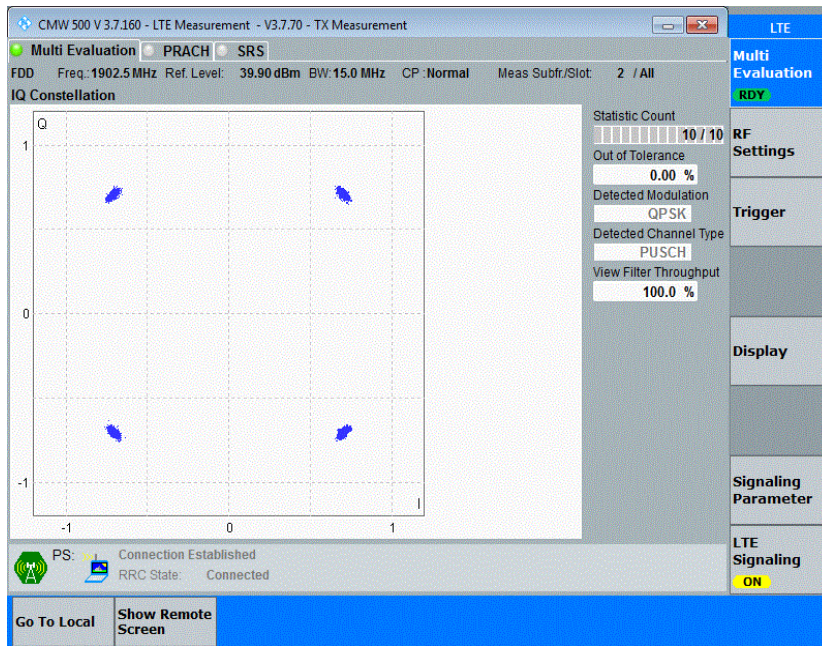 CMW 500 V 3.7.160 - LTE Measurement - V3.7.70 - TX Measurement
LTE
Multi Evaluation PRACH SRS
FDD Freq.:1902.5 MHz Ref. Level: 39.90 dBm BW:15.0 MHz CP :Normal Meas Subfr./Slot: 2 / All
IQ Constellation
Q
1
0
-1
I
-1 0 1
Statistic Count
10 / 10
Out of Tolerance
0.00 %
Detected Modulation
QPSK
Detected Channel Type
PUSCH
View Filter Throughput
100.0 %
Multi
Evaluation
RDY
RF
Settings
Trigger
Display
Signaling
Parameter
LTE
Signaling
ON
PS: Connection Established
RRC State: Connected
Go To Local
Show Remote
Screen